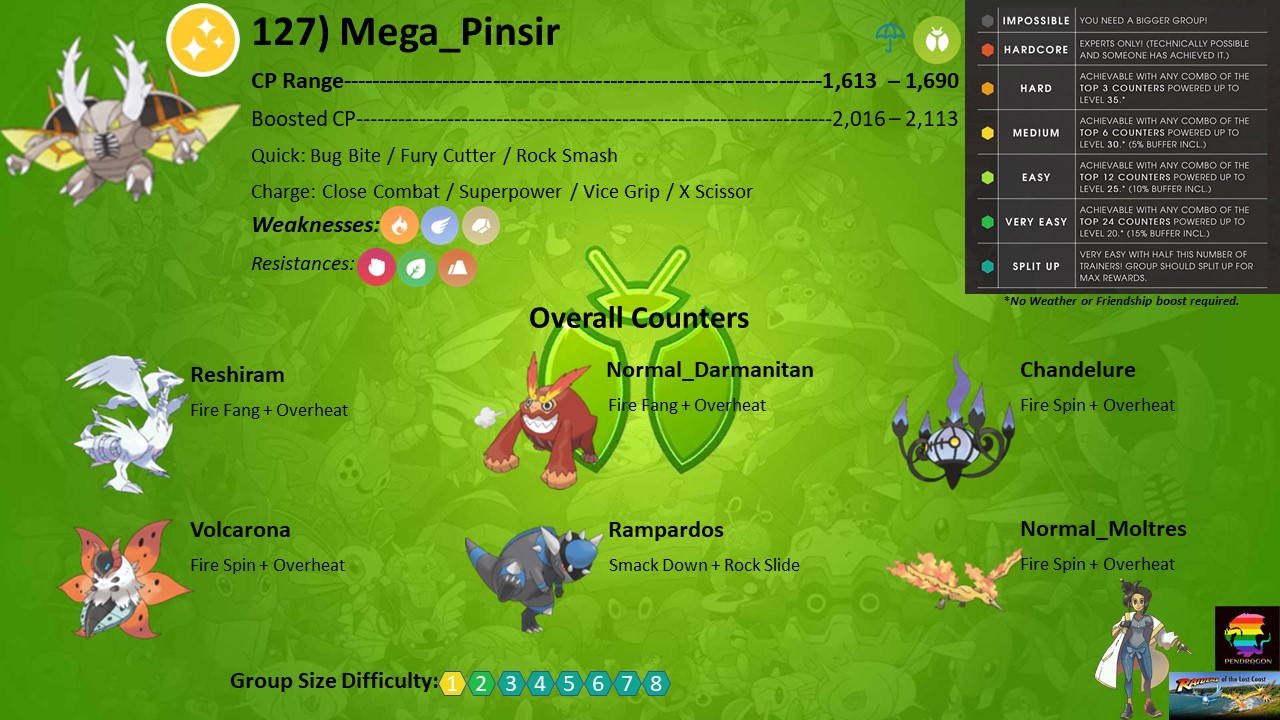 127) Mega_Pinsir
CP Range------------------------------------------------------------------1,613 – 1,690
Boosted CP------------------------------------------------------------------2,016 – 2,113
Quick: Bug Bite / Fury Cutter / Rock Smash
Charge: Close Combat / Superpower / Vice Grip / X Scissor
Weaknesses:
Resistances:
IMPOSSIBLE YOU NEED A BIGGER GROUP!
HARDCORE EXPERTS ONLY! (TECHNICALLY POSSIBLE
AND SOMEONE HAS ACHIEVED IT.)
HARD ACHIEVABLE WITH ANY COMBO OF THE
TOP 3 COUNTERS POWERED UP TO
LEVEL 35.*
MEDIUM ACHIEVABLE WITH ANY COMBO OF THE
TOP 6 COUNTERS POWERED UP TO
LEVEL 30.* (5% BUFFER INCL.)
EASY ACHIEVABLE WITH ANY COMBO OF THE
TOP 12 COUNTERS POWERED UP TO
LEVEL 25.* (10% BUFFER INCL.)
VERY EASY ACHIEVABLE WITH ANY COMBO OF THE
TOP 24 COUNTERS POWERED UP TO
LEVEL 20.* (15% BUFFER INCL.)
SPLIT UP VERY EASY WITH HALF THIS NUMBER OF
TRAINERS! GROUP SHOULD SPLIT UP FOR
MAX REWARDS.
*No Weather or Friendship boost required.
Overall Counters
Reshiram
Fire Fang + Overheat
Normal_Darmanitan
Fire Fang + Overheat
Chandelure
Fire Spin + Overheat
Volcarona
Fire Spin + Overheat
Rampardos
Smack Down + Rock Slide
Normal_Moltres
Fire Spin + Overheat
Group Size Difficulty: 1 2 3 4 5 6 7 8
PENDROGON
RAIDERS of the Lost Coast